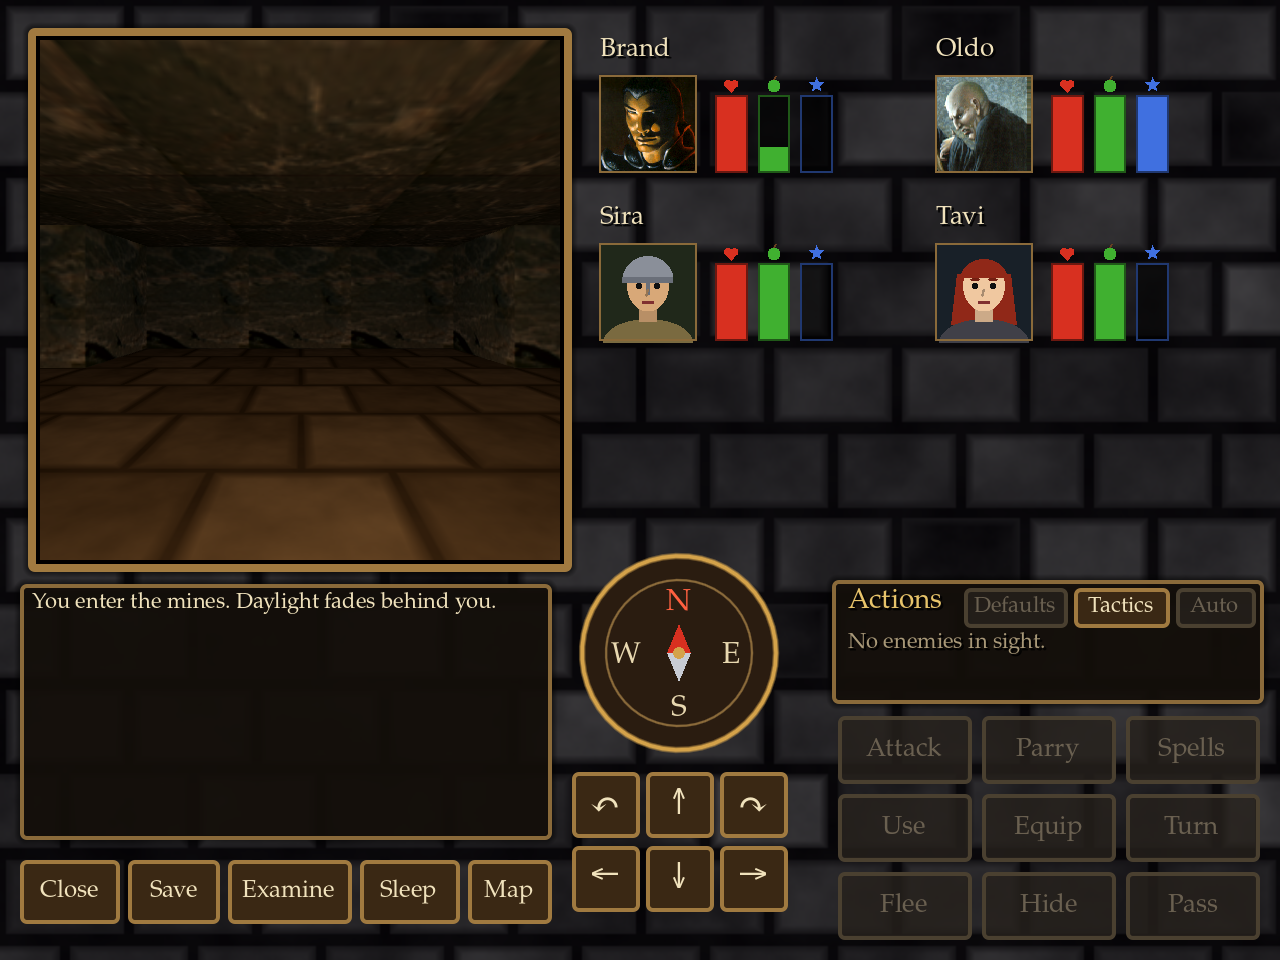 Brand
Oldo
Sira
Tavi
You enter the mines. Daylight fades behind you.
N
W
E
S
Actions
Defaults
Tactics
Auto
No enemies in sight.
Attack
Parry
Spells
Use
Equip
Turn
Flee
Hide
Pass
Close
Save
Examine
Sleep
Map